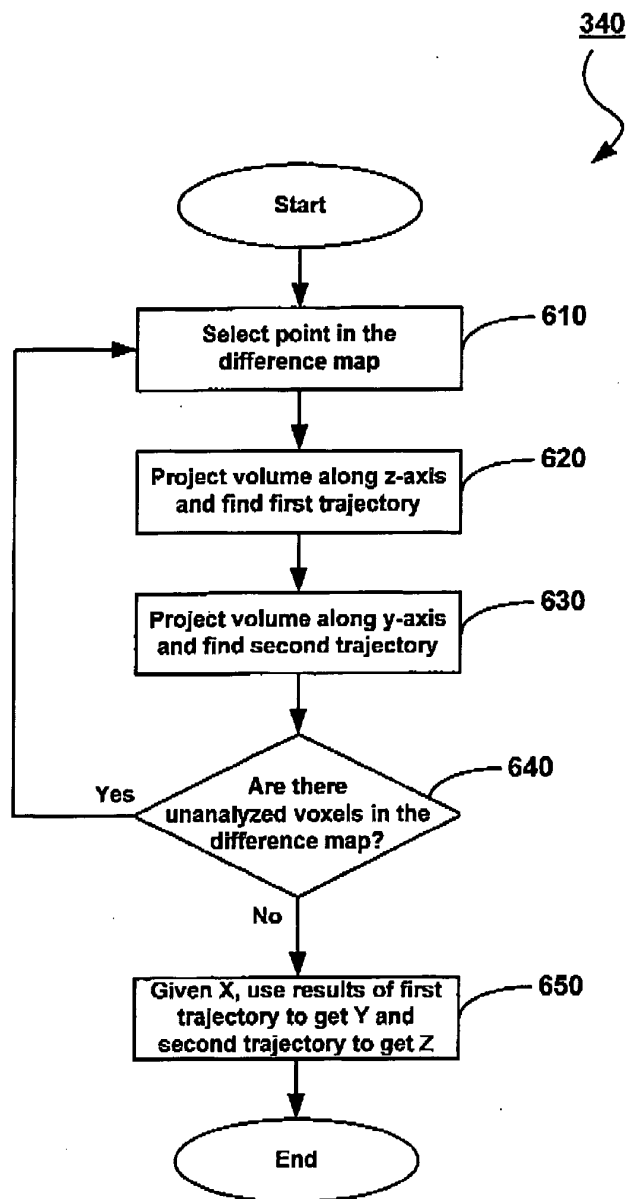 340
Start
Select point in the
difference map
610
Project volume along z-axis
and find first trajectory
620
Project volume along y-axis
and find second trajectory
630
Are there
unanalyzed voxels in the
difference map?
640
Yes
No
Given X, use results of first
trajectory to get Y and
second trajectory to get Z
650
End